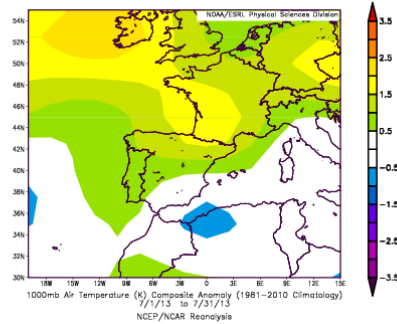 NOAA/ESRL Physical Sciences Division
54N
52N
50N
48N
46N
44N
42N
40N
38N
36N
34N
32N
30N
18W 15W 12W 9W 6W 3W 0 3E 6E 9E 12E 15E
3.5
2.5
1.5
0.5
-0.5
-1.5
-2.5
-3.5
1000mb Air Temperature (K) Composite Anomaly (1981-2010 Climatology)
7/1/13 to 7/31/13
NCEP/NCAR Reanalysis